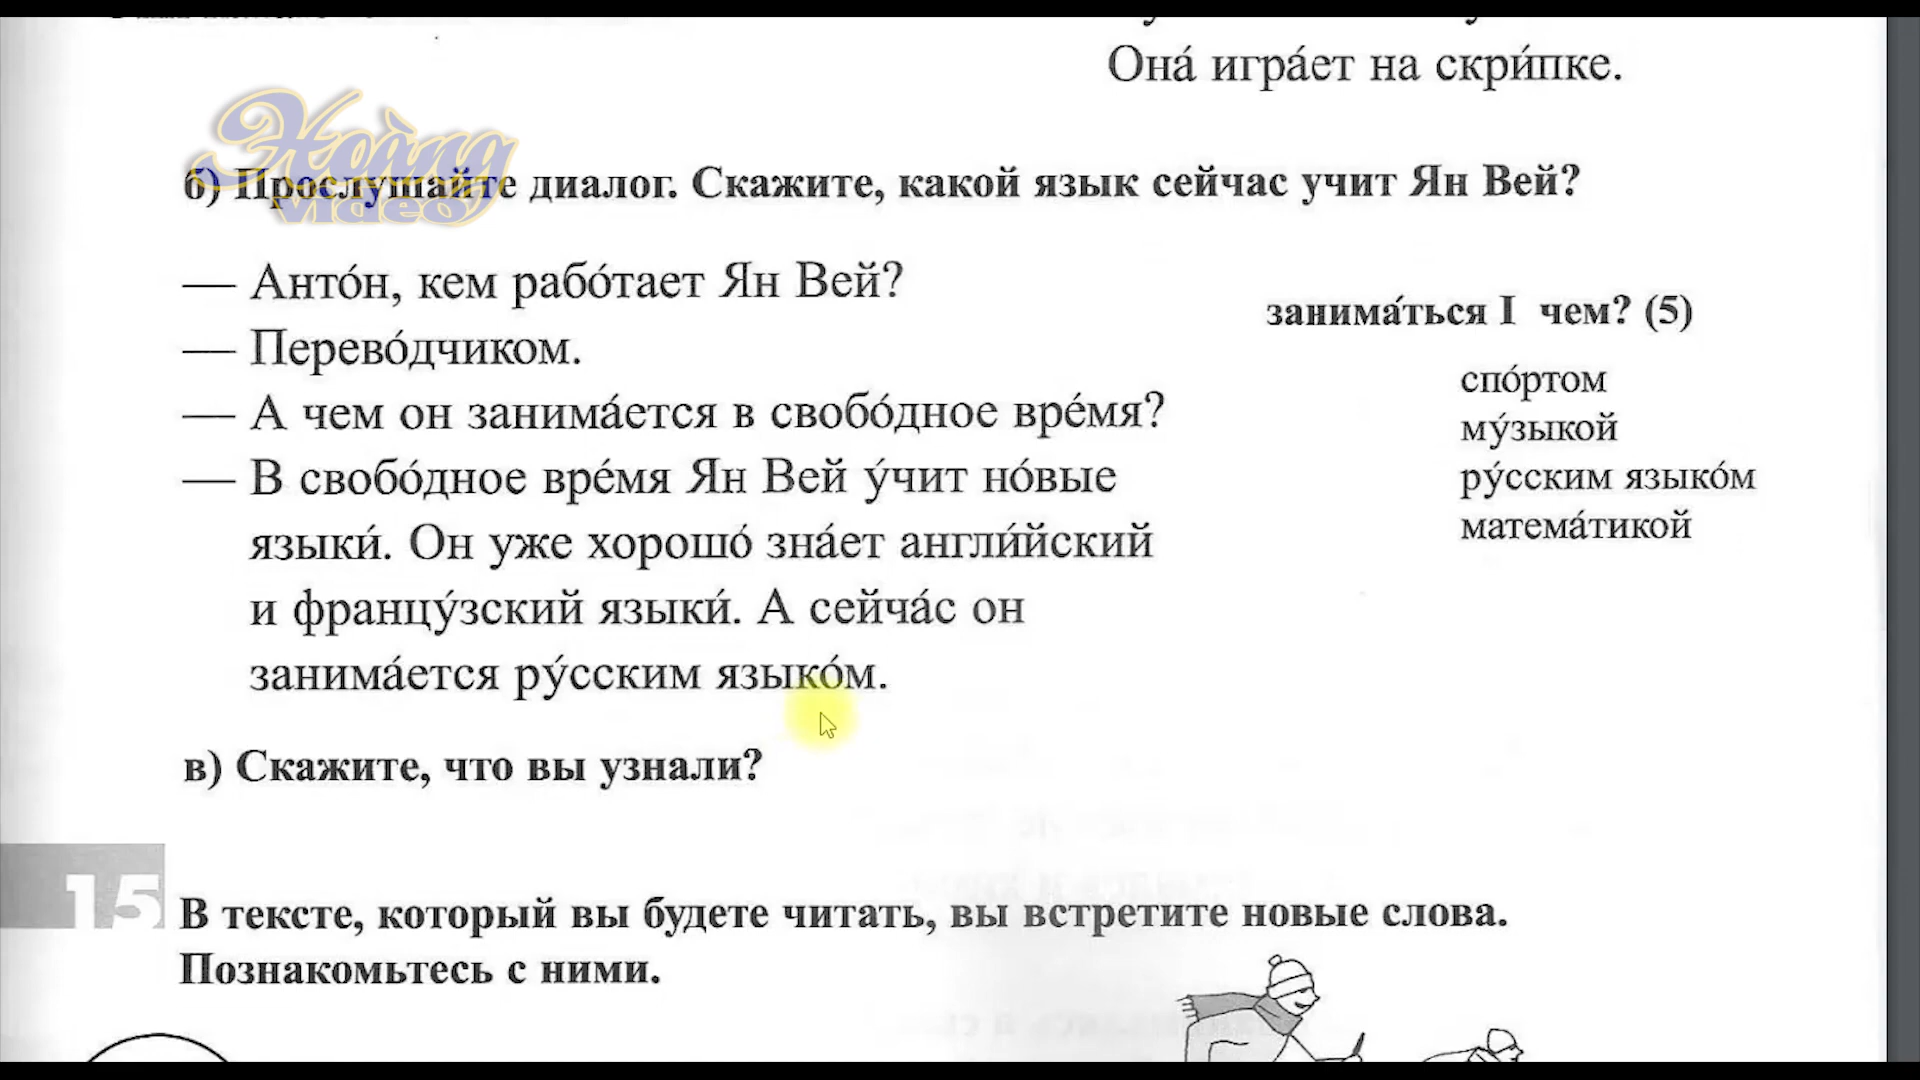 Она́ игра́ет на скри́пке.
Hoàng
video
б) Прослушайте диалог. Скажите, какой язык сейчас учит Ян Вей?
— Анто́н, кем рабо́тает Ян Вей?
— Перево́дчиком.
— А чем он занима́ется в свобо́дное вре́мя?
— В свобо́дное вре́мя Ян Вей у́чит но́вые
языки́. Он уже хорошо́ зна́ет англи́йский
и францу́зский языки́. А сейча́с он
занима́ется ру́сским языко́м.
занима́ться I чем? (5)
спо́ртом
му́зыкой
ру́сским языко́м
матема́тикой
в) Скажите, что вы узнали?
15
В тексте, который вы будете читать, вы встретите новые слова.
Познакомьтесь с ними.